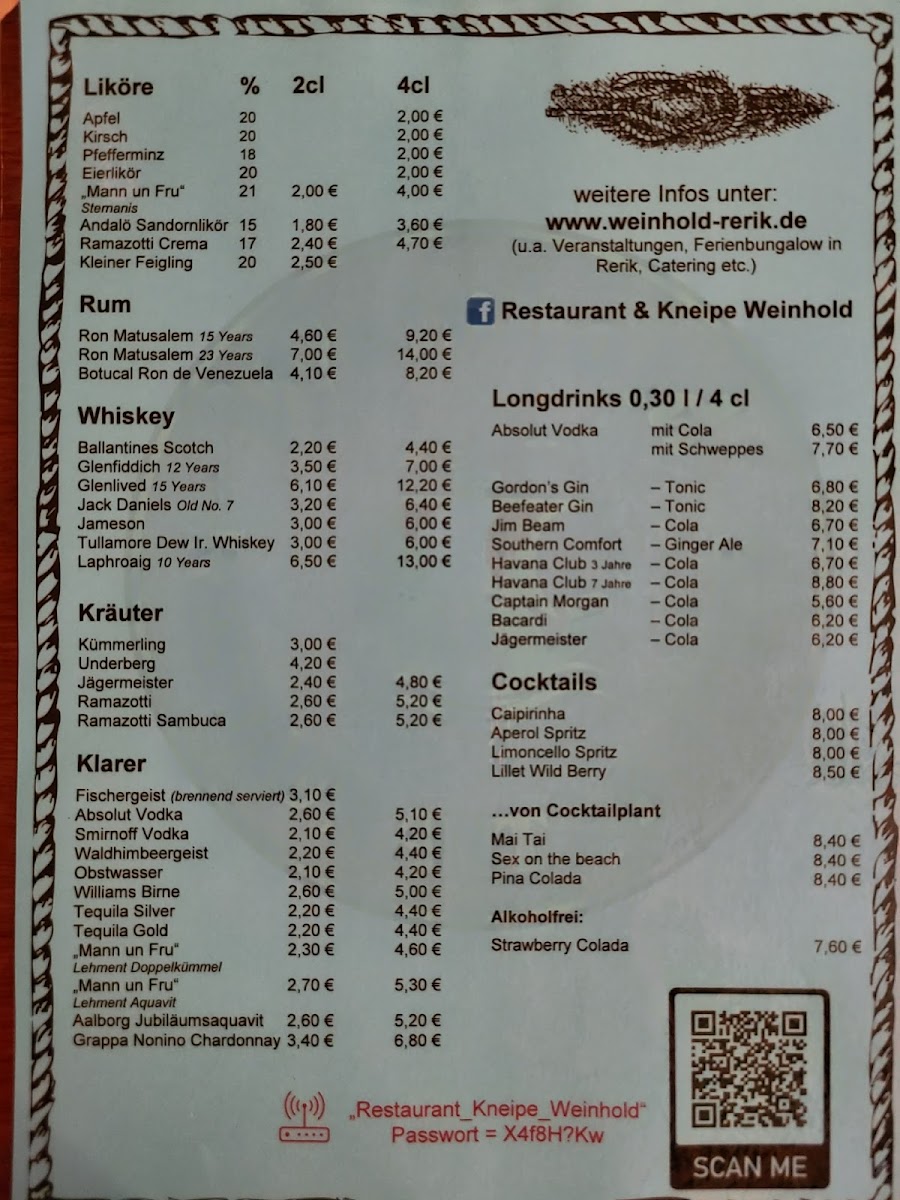 Liköre % 2cl 4cl
Apfel 20 2,00 €
Kirsch 20 2,00 €
Pfefferminz 18 2,00 €
Eierlikör 20 2,00 €
„Mann un Fru“ 21 2,00 € 4,00 €
Sternanis
Andalö Sandornlikör 15 1,80 € 3,60 €
Ramazotti Crema 17 2,40 € 4,70 €
Kleiner Feigling 20 2,50 €
Rum
Ron Matusalem 15 Years 4,60 € 9,20 €
Ron Matusalem 23 Years 7,00 € 14,00 €
Botucal Ron de Venezuela 4,10 € 8,20 €
Whiskey
Ballantines Scotch 2,20 € 4,40 €
Glenfiddich 12 Years 3,50 € 7,00 €
Glenlived 15 Years 6,10 € 12,20 €
Jack Daniels Old No. 7 3,20 € 6,40 €
Jameson 3,00 € 6,00 €
Tullamore Dew Ir. Whiskey 3,00 € 6,00 €
Laphroaig 10 Years 6,50 € 13,00 €
Kräuter
Kümmerling 3,00 €
Underberg 4,20 €
Jägermeister 2,40 € 4,80 €
Ramazotti 2,60 € 5,20 €
Ramazotti Sambuca 2,60 € 5,20 €
Klarer
Fischergeist (brennend serviert) 3,10 €
Absolut Vodka 2,60 € 5,10 €
Smirnoff Vodka 2,10 € 4,20 €
Waldhimbeergeist 2,20 € 4,40 €
Obstwasser 2,10 € 4,20 €
Williams Birne 2,60 € 5,00 €
Tequila Silver 2,20 € 4,40 €
Tequila Gold 2,20 € 4,40 €
„Mann un Fru“ 2,30 € 4,60 €
Lehment Doppelkümmel
„Mann un Fru“ 2,70 € 5,30 €
Lehment Aquavit
Aalborg Jubiläumsaquavit 2,60 € 5,20 €
Grappa Nonino Chardonnay 3,40 € 6,80 €
weitere Infos unter:
www.weinhold-rerik.de
(u.a. Veranstaltungen, Ferienbungalow in
Rerik, Catering etc.)
f Restaurant & Kneipe Weinhold
Longdrinks 0,30 l / 4 cl
Absolut Vodka mit Cola 6,50 €
mit Schweppes 7,70 €
Gordon's Gin – Tonic 6,80 €
Beefeater Gin – Tonic 8,20 €
Jim Beam – Cola 6,70 €
Southern Comfort – Ginger Ale 7,10 €
Havana Club 3 Jahre – Cola 6,70 €
Havana Club 7 Jahre – Cola 8,80 €
Captain Morgan – Cola 5,60 €
Bacardi – Cola 6,20 €
Jägermeister – Cola 6,20 €
Cocktails
Caipirinha 8,00 €
Aperol Spritz 8,00 €
Limoncello Spritz 8,00 €
Lillet Wild Berry 8,50 €
...von Cocktailplant
Mai Tai 8,40 €
Sex on the beach 8,40 €
Pina Colada 8,40 €
Alkoholfrei:
Strawberry Colada 7,60 €
„Restaurant_Kneipe_Weinhold“
Passwort = X4f8H?Kw
SCAN ME